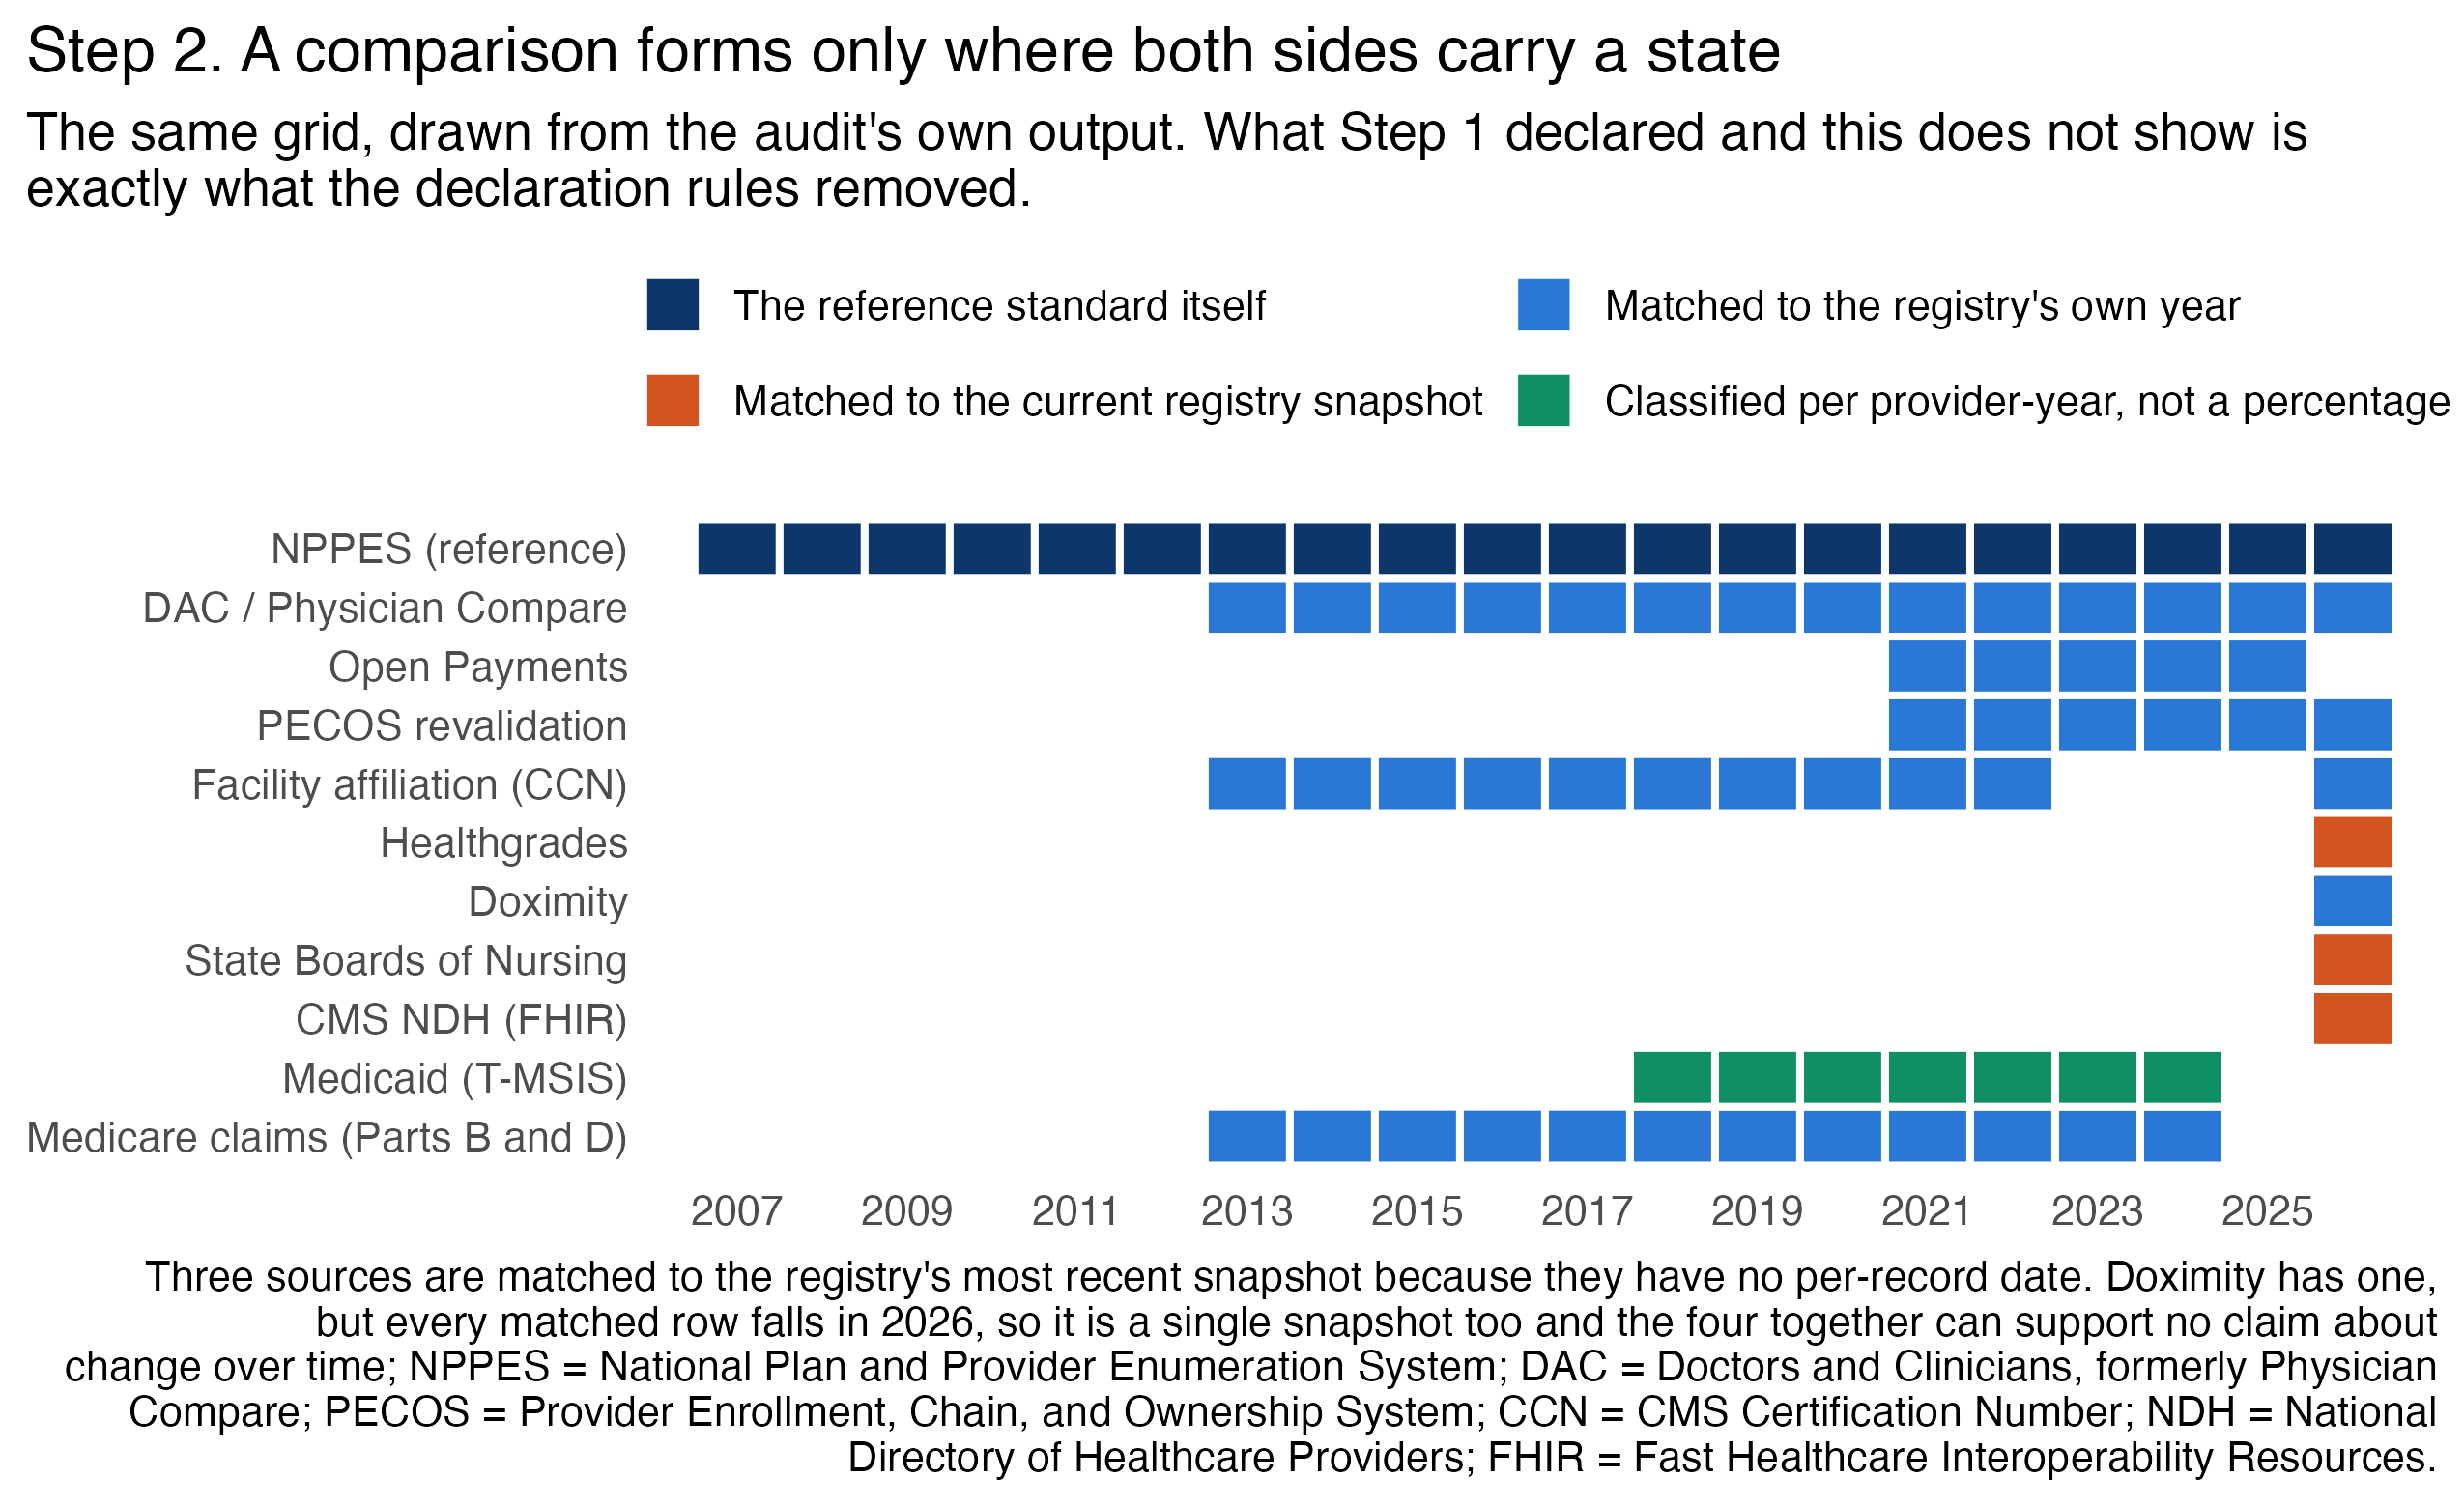 Step 2. A comparison forms only where both sides carry a state
The same grid, drawn from the audit's own output. What Step 1 declared and this does not show is
exactly what the declaration rules removed.
The reference standard itself
Matched to the registry's own year
Matched to the current registry snapshot
Classified per provider-year, not a percentage
NPPES (reference)
DAC / Physician Compare
Open Payments
PECOS revalidation
Facility affiliation (CCN)
Healthgrades
Doximity
State Boards of Nursing
CMS NDH (FHIR)
Medicaid (T-MSIS)
Medicare claims (Parts B and D)
2007 2009 2011 2013 2015 2017 2019 2021 2023 2025
Three sources are matched to the registry's most recent snapshot because they have no per-record date. Doximity has one,
but every matched row falls in 2026, so it is a single snapshot too and the four together can support no claim about
change over time; NPPES = National Plan and Provider Enumeration System; DAC = Doctors and Clinicians, formerly Physician
Compare; PECOS = Provider Enrollment, Chain, and Ownership System; CCN = CMS Certification Number; NDH = National
Directory of Healthcare Providers; FHIR = Fast Healthcare Interoperability Resources.